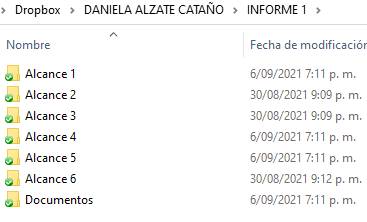 Dropbox > DANIELA ALZATE CATAÑO > INFORME 1 >
Nombre Fecha de modificación
Alcance 1 6/09/2021 7:11 p. m.
Alcance 2 30/08/2021 9:09 p. m.
Alcance 3 30/08/2021 9:09 p. m.
Alcance 4 6/09/2021 7:11 p. m.
Alcance 5 6/09/2021 7:11 p. m.
Alcance 6 30/08/2021 9:12 p. m.
Documentos 6/09/2021 7:11 p. m.